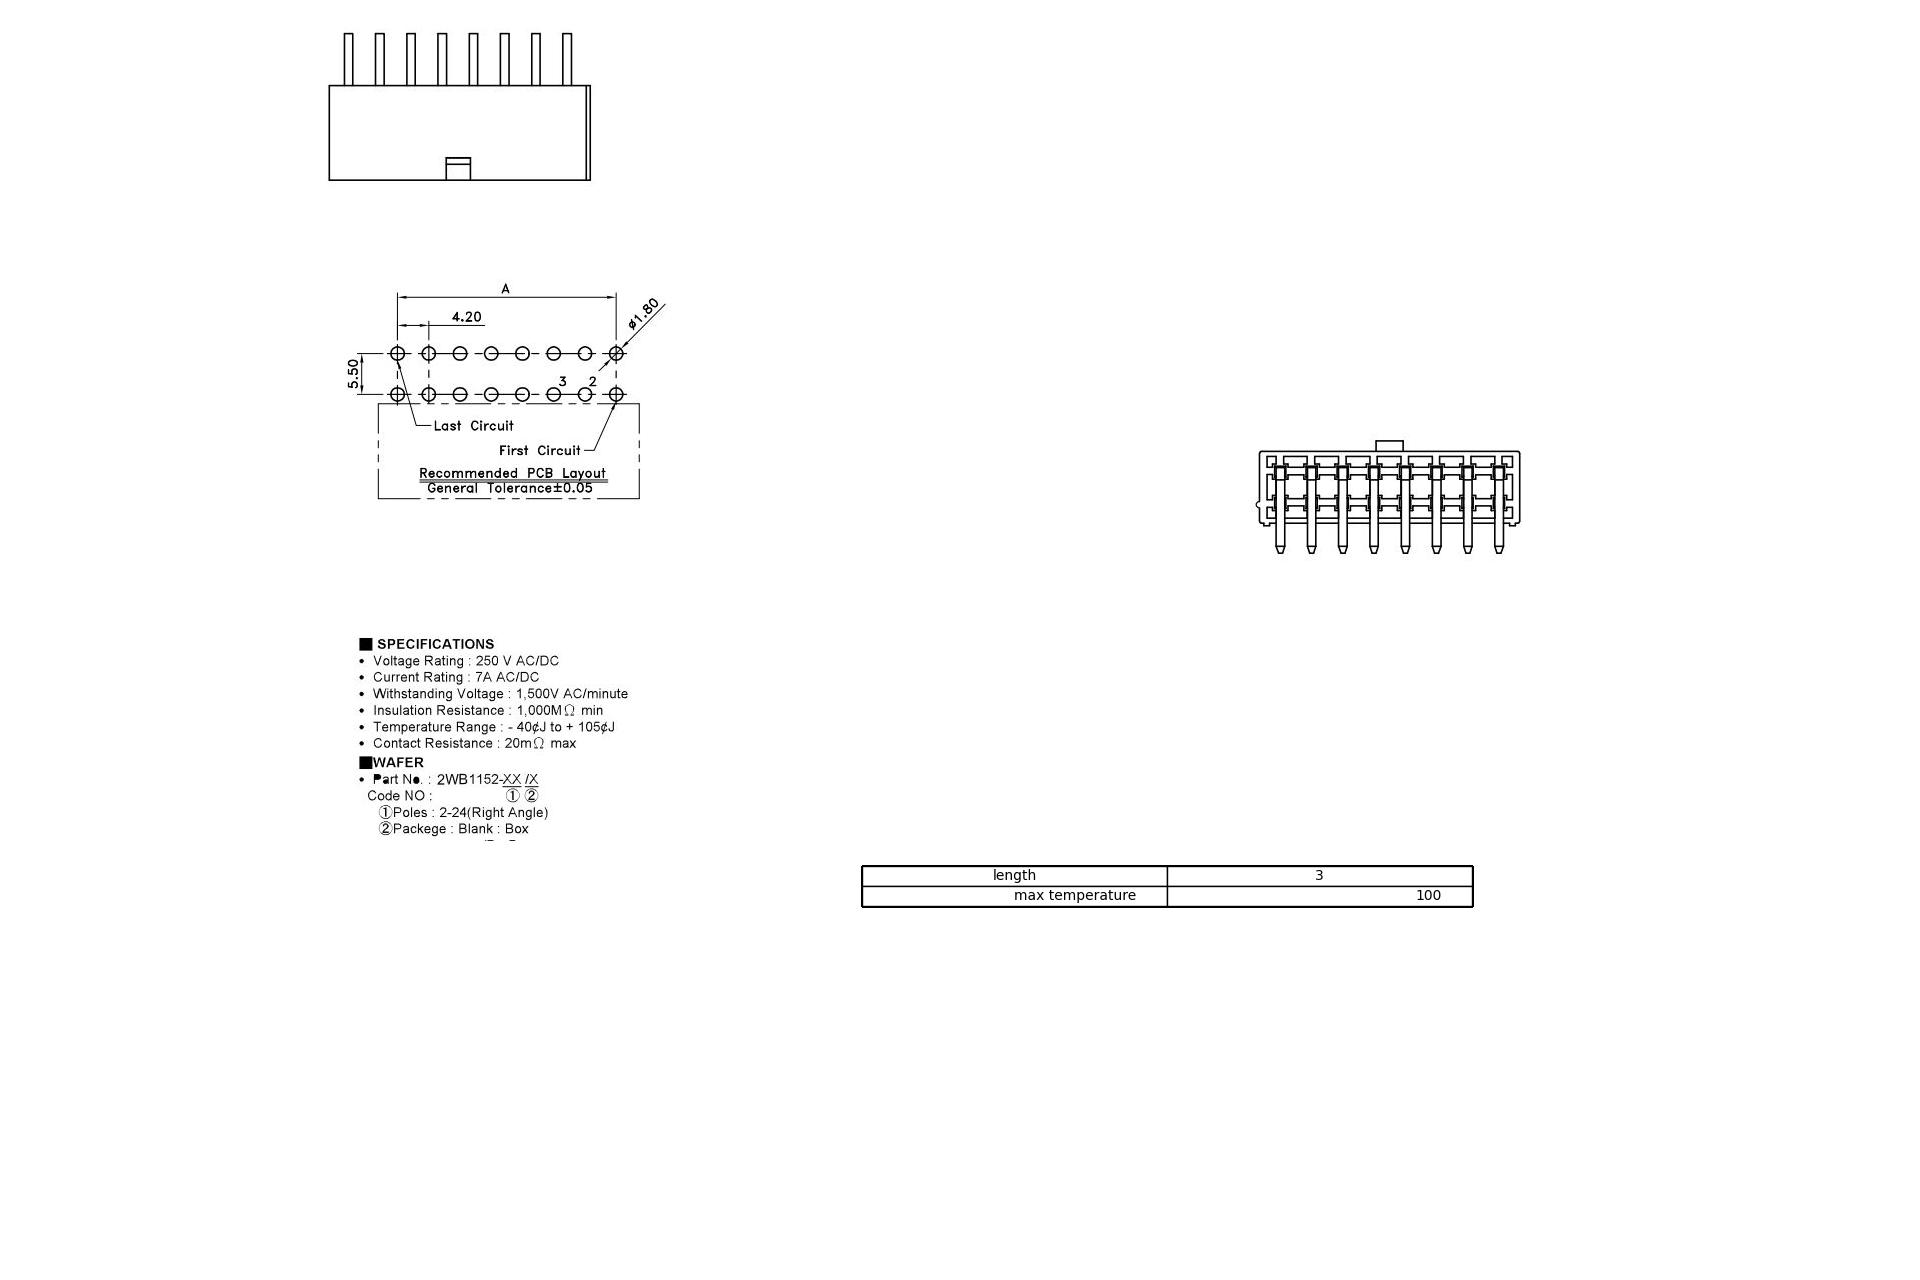 A
4.20
ø1.80
5.50
3 2
Last Circuit
First Circuit
Recommended PCB Layout
General Tolerance±0.05
■ SPECIFICATIONS
• Voltage Rating : 250 V AC/DC
• Current Rating : 7A AC/DC
• Withstanding Voltage : 1,500V AC/minute
• Insulation Resistance : 1,000MΩ min
• Temperature Range : - 40¢J to + 105¢J
• Contact Resistance : 20mΩ max
■WAFER
• Part No. : 2WB1152-XX /X
Code NO : ① ②
①Poles : 2-24(Right Angle)
②Packege : Blank : Box
length 3
max temperature 100